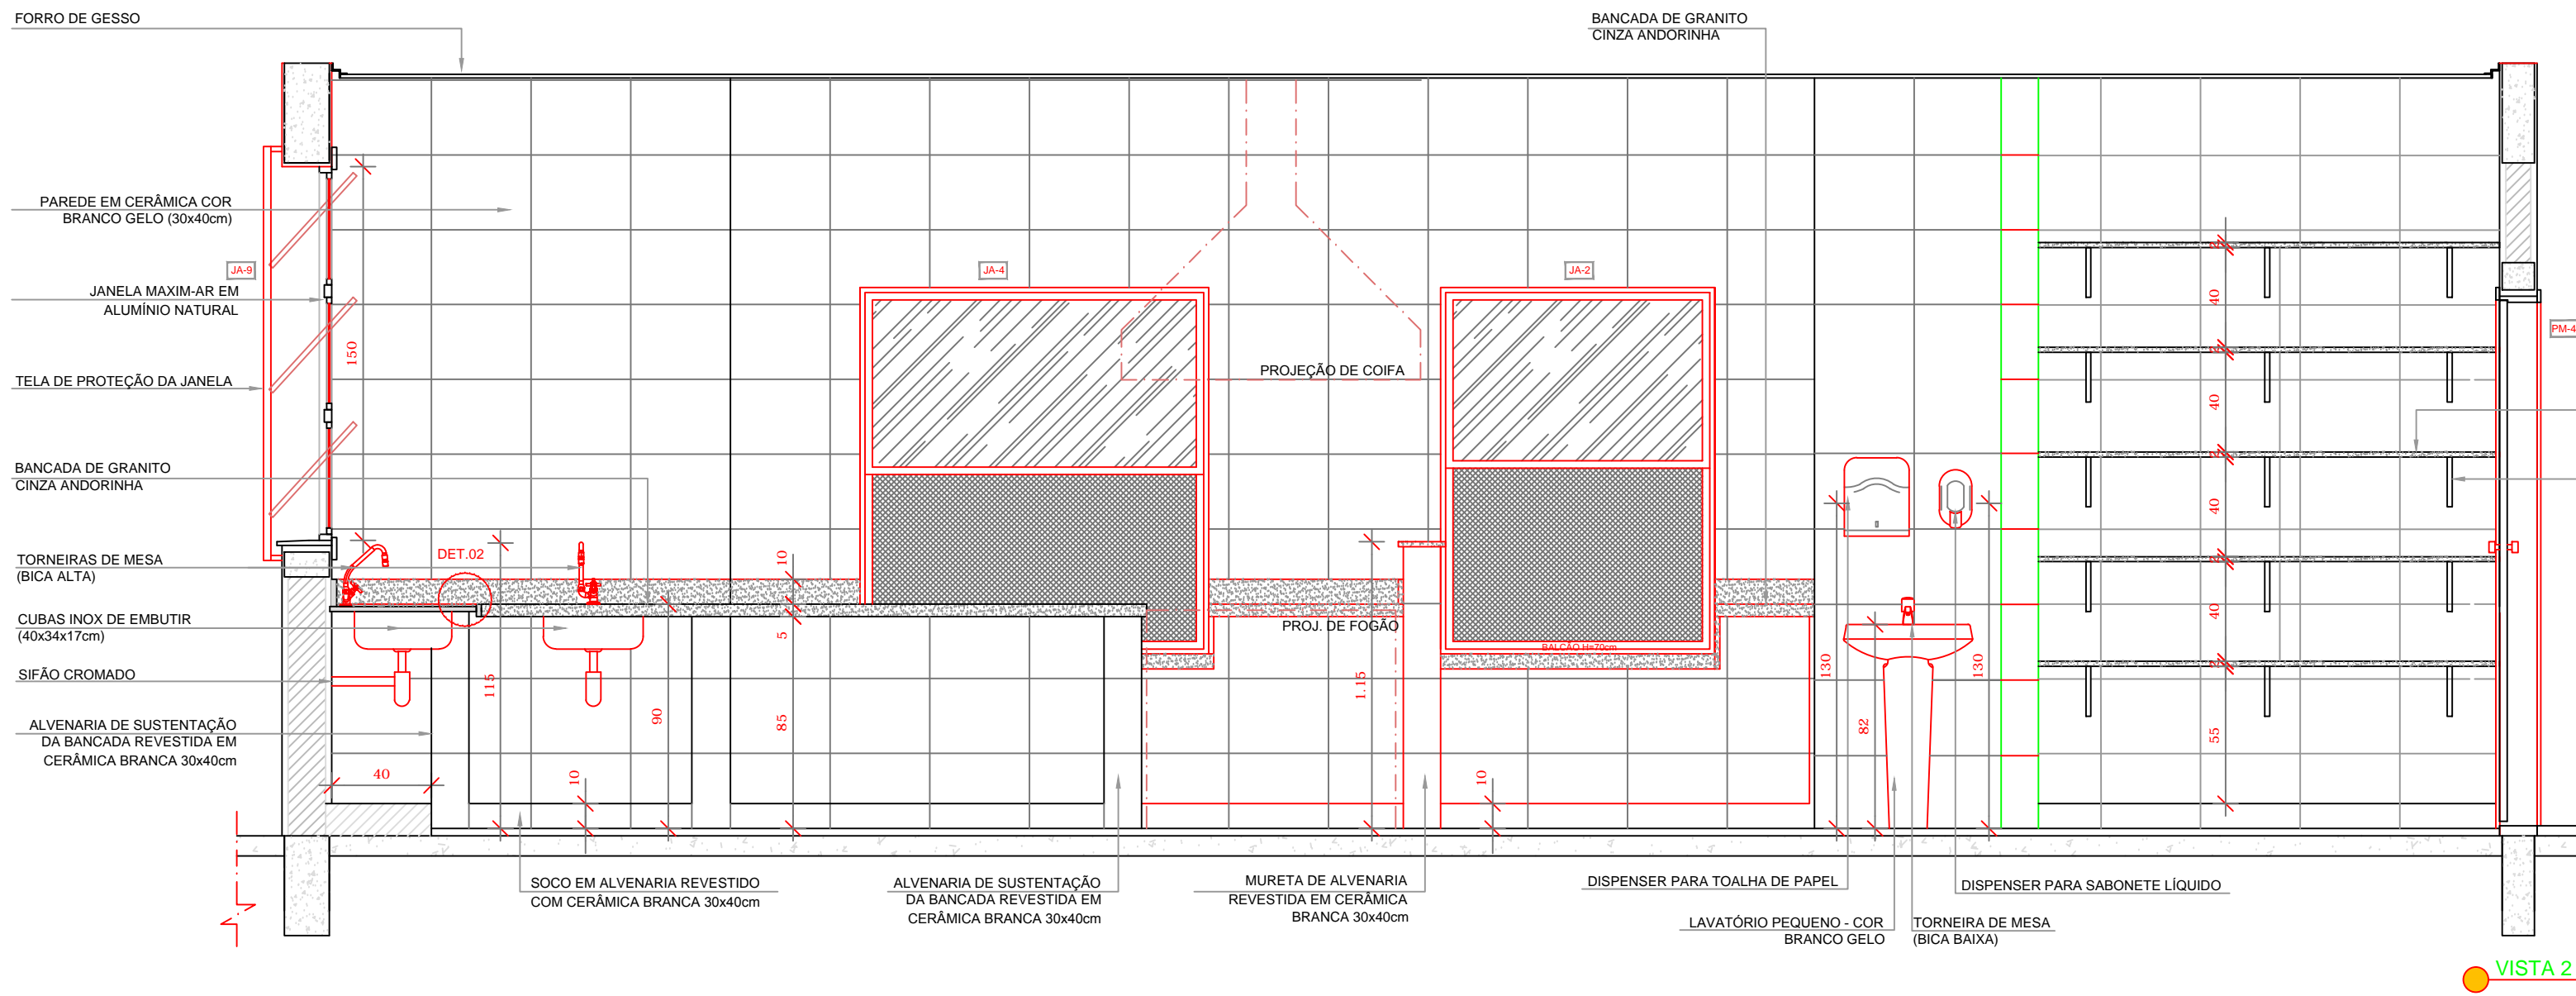 FORRO DE GESSO
BANCADA DE GRANITO
CINZA ANDORINHA
PAREDE EM CERÂMICA COR
BRANCO GELO (30x40cm)
JA-9
JA-4
JA-2
JANELA MAXIM-AR EM
ALUMÍNIO NATURAL
PM-4
150
40
TELA DE PROTEÇÃO DA JANELA
PROJEÇÃO DE COIFA
40
BANCADA DE GRANITO
CINZA ANDORINHA
40
TORNEIRAS DE MESA
(BICA ALTA)
DET.02
10
40
CUBAS INOX DE EMBUTIR
(40x34x17cm)
5
PROJ. DE FOGÃO
BALCÃO H=70cm
SIFÃO CROMADO
115
90
85
1.15
130
82
130
55
ALVENARIA DE SUSTENTAÇÃO
DA BANCADA REVESTIDA EM
CERÂMICA BRANCA 30x40cm
40
10
10
SOCO EM ALVENARIA REVESTIDO
COM CERÂMICA BRANCA 30x40cm
ALVENARIA DE SUSTENTAÇÃO
DA BANCADA REVESTIDA EM
CERÂMICA BRANCA 30x40cm
MURETA DE ALVENARIA
REVESTIDA EM CERÂMICA
BRANCA 30x40cm
DISPENSER PARA TOALHA DE PAPEL
DISPENSER PARA SABONETE LÍQUIDO
LAVATÓRIO PEQUENO - COR
BRANCO GELO
TORNEIRA DE MESA
(BICA BAIXA)
VISTA 2